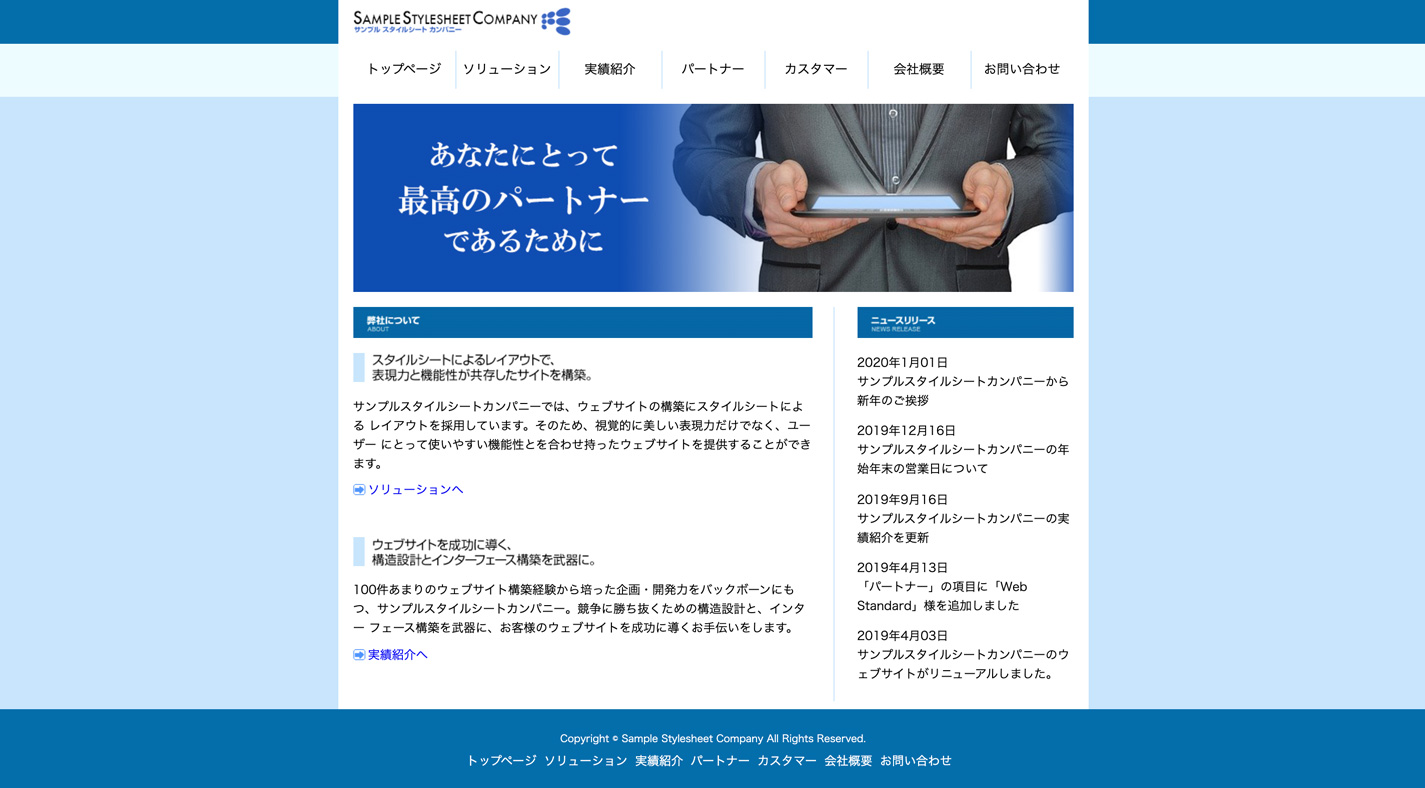 SAMPLE STYLESHEET COMPANY
サンプル スタイルシート カンパニー
トップページ ソリューション 実績紹介 パートナー カスタマー 会社概要 お問い合わせ
あなたにとって
最高のパートナー
であるために
弊社について
ABOUT
スタイルシートによるレイアウトで、
表現力と機能性が共存したサイトを構築。
サンプルスタイルシートカンパニーでは、ウェブサイトの構築にスタイルシートによ
る レイアウトを採用しています。そのため、視覚的に美しい表現力だけでなく、ユー
ザー にとって使いやすい機能性とを合わせ持ったウェブサイトを提供することができ
ます。
ソリューションへ
ウェブサイトを成功に導く、
構造設計とインターフェース構築を武器に。
100件あまりのウェブサイト構築経験から培った企画・開発力をバックボーンにも
つ、サンプルスタイルシートカンパニー。競争に勝ち抜くための構造設計と、インタ
ー フェース構築を武器に、お客様のウェブサイトを成功に導くお手伝いをします。
実績紹介へ
ニュースリリース
NEWS RELEASE
2020年1月01日
サンプルスタイルシートカンパニーから
新年のご挨拶
2019年12月16日
サンプルスタイルシートカンパニーの年
始年末の営業日について
2019年9月16日
サンプルスタイルシートカンパニーの実
績紹介を更新
2019年4月13日
「パートナー」の項目に「Web
Standard」様を追加しました
2019年4月03日
サンプルスタイルシートカンパニーのウ
ェブサイトがリニューアルしました。
Copyright © Sample Stylesheet Company All Rights Reserved.
トップページ ソリューション 実績紹介 パートナー カスタマー 会社概要 お問い合わせ